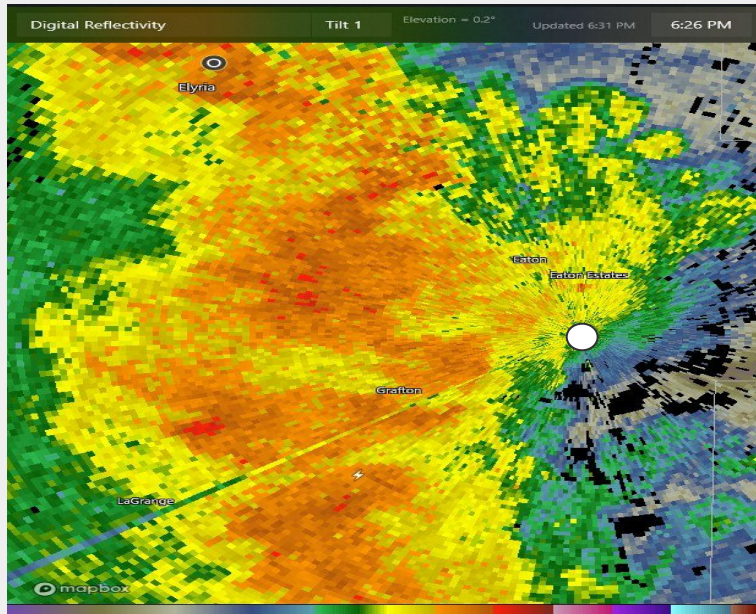 Digital Reflectivity Tilt 1 Elevation = 0.2° Updated 6:31 PM 6:26 PM
Elyria
Eaton
Eaton Estates
Grafton
LaGrange
mapbox